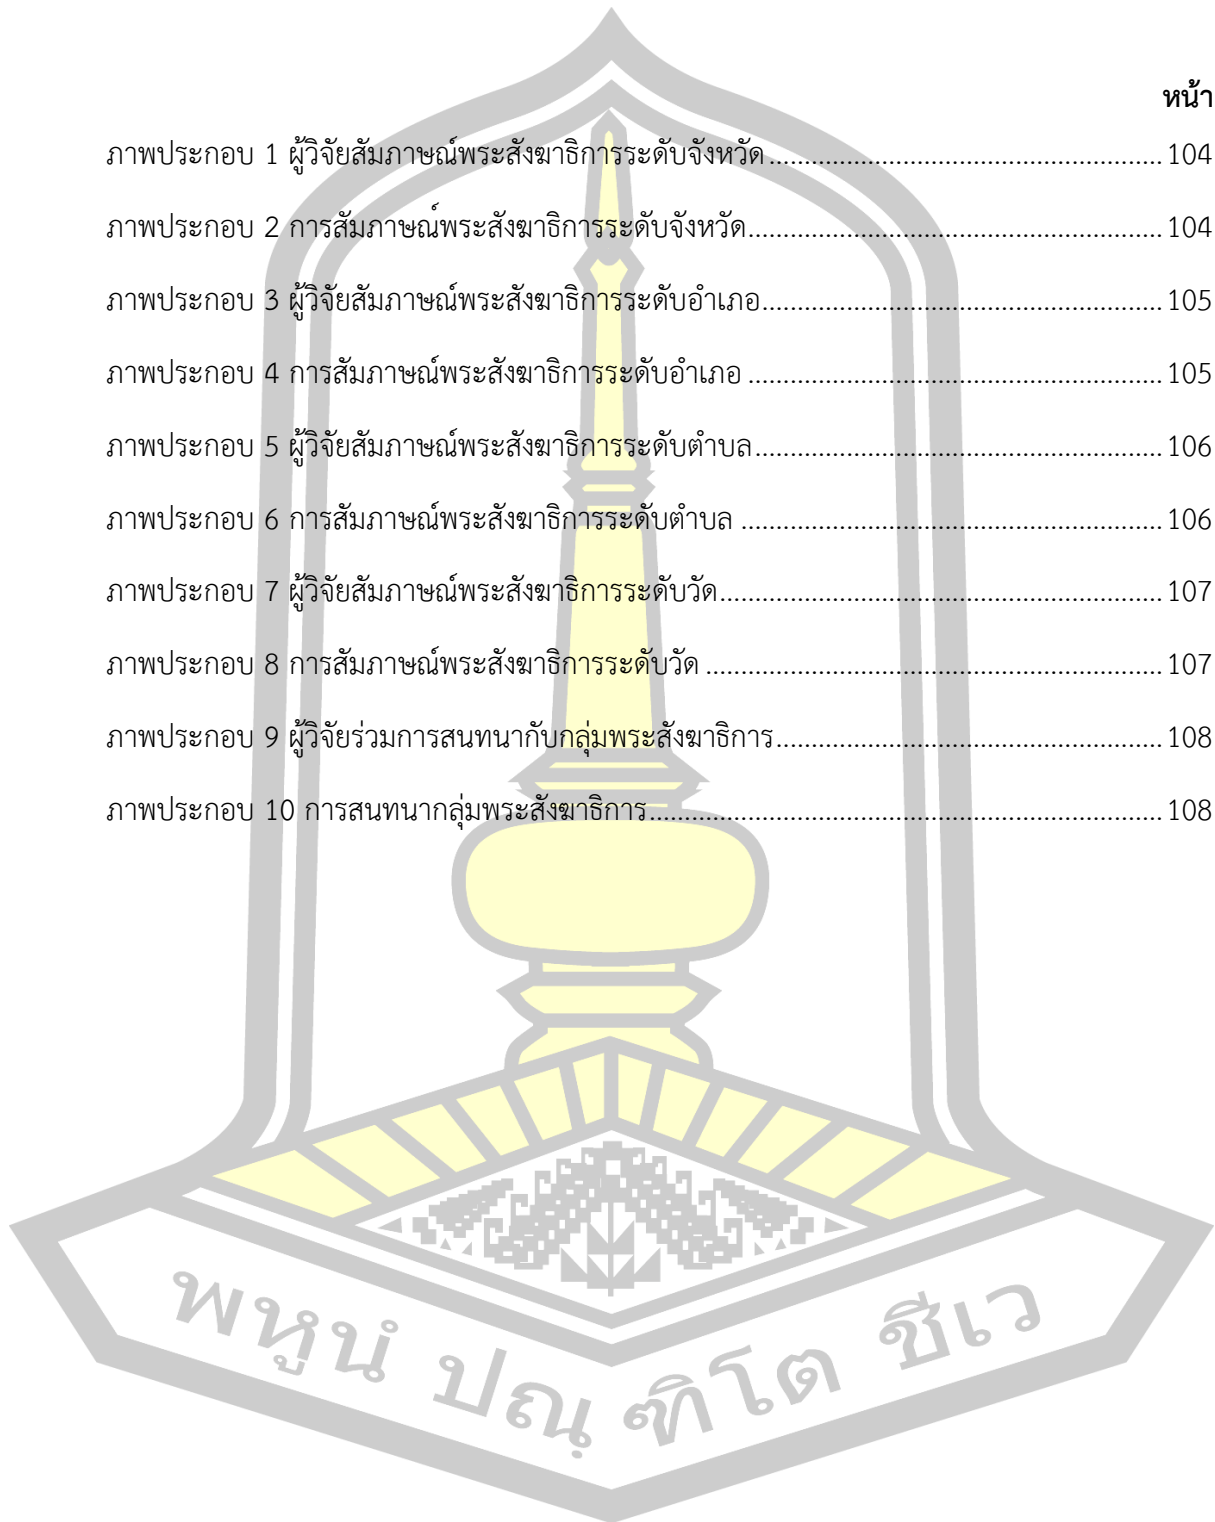 หน้า
ภาพประกอบ 1 ผู้วิจัยสัมภาษณ์พระสังฆาธิการระดับจังหวัด.......................................................... 104
ภาพประกอบ 2 การสัมภาษณ์พระสังฆาธิการระดับจังหวัด............................................................. 104
ภาพประกอบ 3 ผู้วิจัยสัมภาษณ์พระสังฆาธิการระดับอำเภอ........................................................... 105
ภาพประกอบ 4 การสัมภาษณ์พระสังฆาธิการระดับอำเภอ ............................................................. 105
ภาพประกอบ 5 ผู้วิจัยสัมภาษณ์พระสังฆาธิการระดับตำบล............................................................ 106
ภาพประกอบ 6 การสัมภาษณ์พระสังฆาธิการระดับตำบล .............................................................. 106
ภาพประกอบ 7 ผู้วิจัยสัมภาษณ์พระสังฆาธิการระดับวัด................................................................. 107
ภาพประกอบ 8 การสัมภาษณ์พระสังฆาธิการระดับวัด ................................................................... 107
ภาพประกอบ 9 ผู้วิจัยร่วมการสนทนากับกลุ่มพระสังฆาธิการ......................................................... 108
ภาพประกอบ 10 การสนทนากลุ่มพระสังฆาธิการ........................................................................... 108
พหูนํ ปณฺฑิโต ชีเว